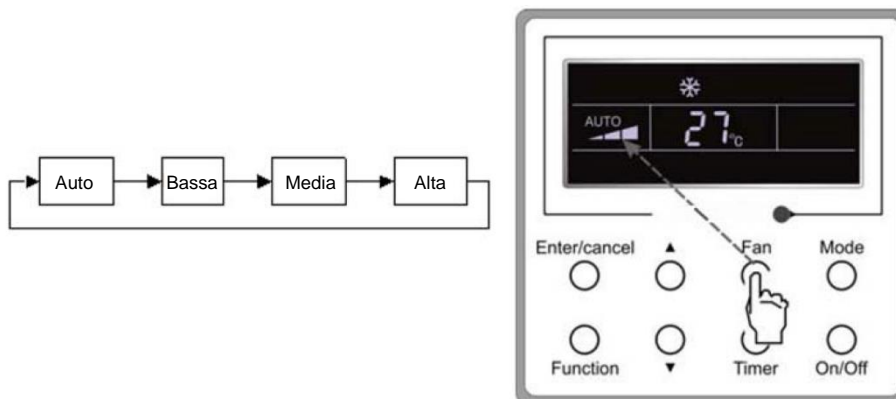 Auto Bassa Media Alta
AUTO
27°C
Enter/cancel ▲ Fan Mode
Function ▼ Timer On/Off